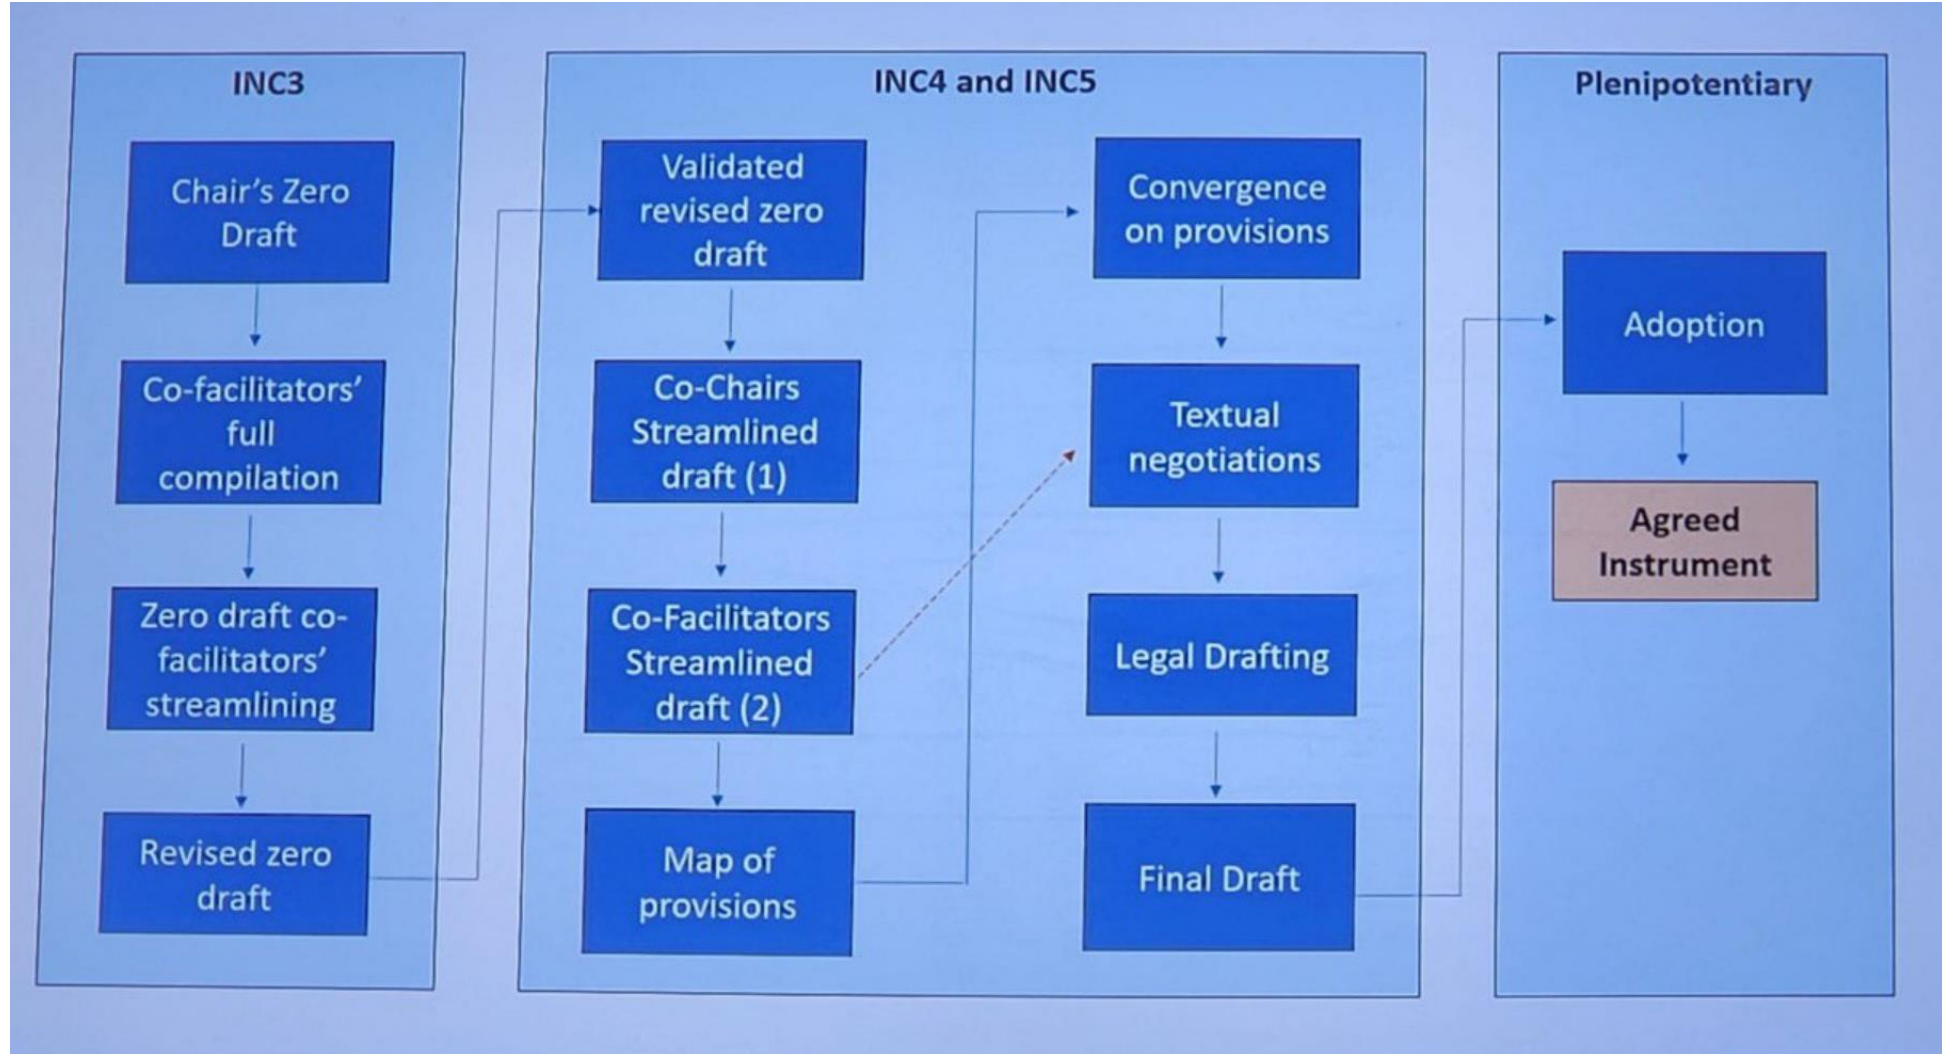 INC3
Chair's Zero
Draft
Co-facilitators'
full
compilation
Zero draft co-
facilitators'
streamlining
Revised zero
draft
INC4 and INC5
Validated
revised zero
draft
Co-Chairs
Streamlined
draft (1)
Co-Facilitators
Streamlined
draft (2)
Map of
provisions
Convergence
on provisions
Textual
negotiations
Legal Drafting
Final Draft
Plenipotentiary
Adoption
Agreed
Instrument